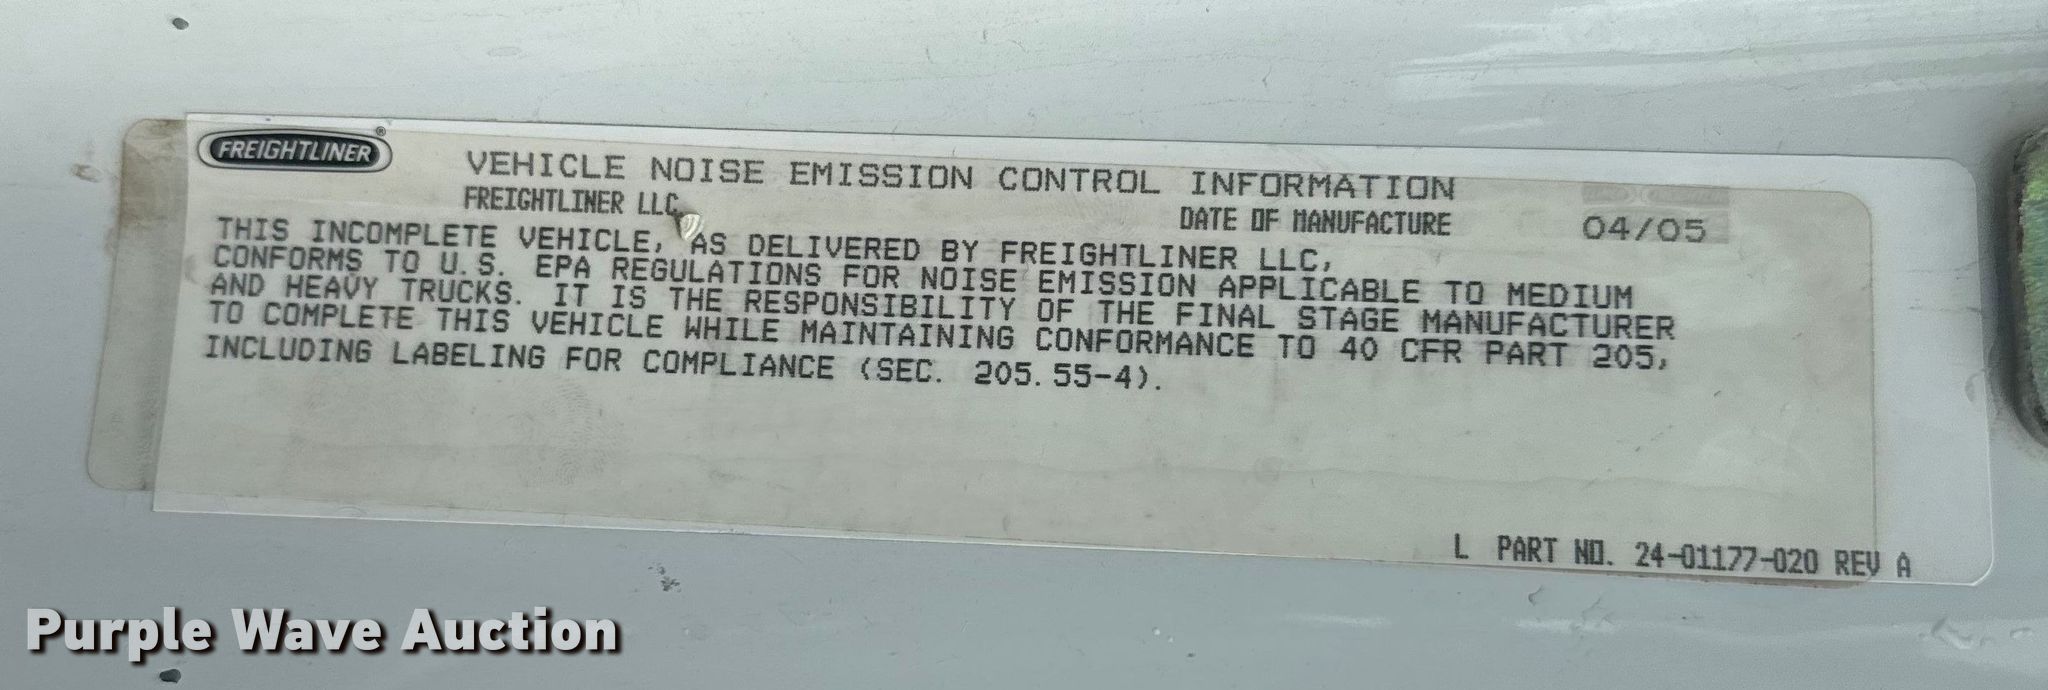 FREIGHTLINER®
VEHICLE NOISE EMISSION CONTROL INFORMATION
FREIGHTLINER LLC
DATE OF MANUFACTURE 04/05
THIS INCOMPLETE VEHICLE, AS DELIVERED BY FREIGHTLINER LLC,
CONFORMS TO U.S. EPA REGULATIONS FOR NOISE EMISSION APPLICABLE TO MEDIUM
AND HEAVY TRUCKS. IT IS THE RESPONSIBILITY OF THE FINAL STAGE MANUFACTURER
TO COMPLETE THIS VEHICLE WHILE MAINTAINING CONFORMANCE TO 40 CFR PART 205,
INCLUDING LABELING FOR COMPLIANCE (SEC. 205.55-4).
L PART NO. 24-01177-020 REV A
Purple Wave Auction